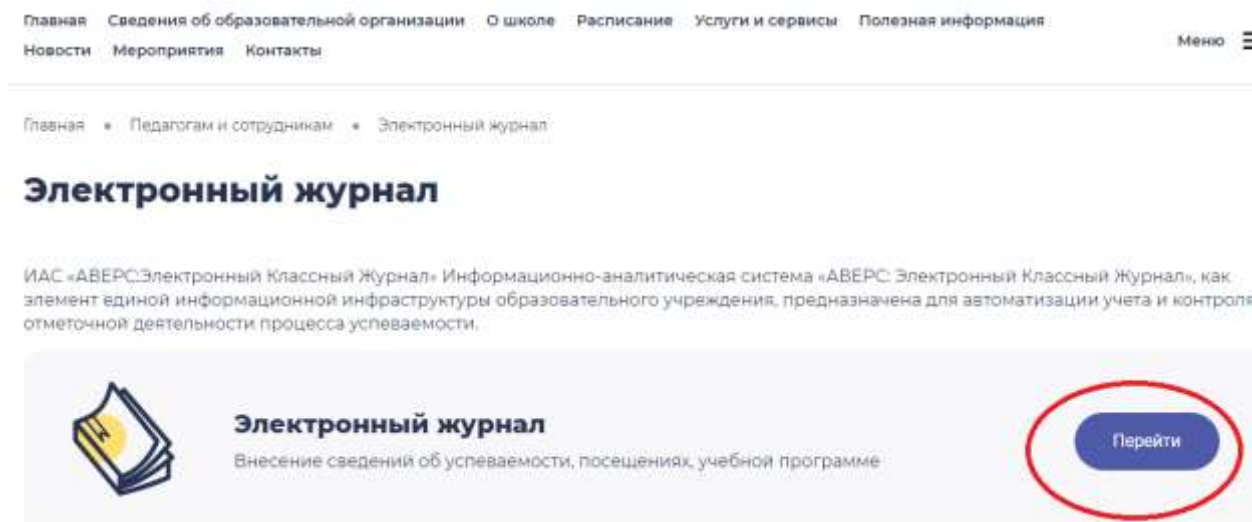 Главная Сведения об образовательной организации О школе Расписание Услуги и сервисы Полезная информация
Новости Мероприятия Контакты
Меню
Главная • Педагогам и сотрудникам • Электронный журнал
Электронный журнал
ИАС «АВЕРС:Электронный Классный Журнал» Информационно-аналитическая система «АВЕРС: Электронный Классный Журнал», как
элемент единой информационной инфраструктуры образовательного учреждения, предназначена для автоматизации учета и контроля
отметочной деятельности процесса успеваемости.
Электронный журнал
Внесение сведений об успеваемости, посещениях, учебной программе
Перейти